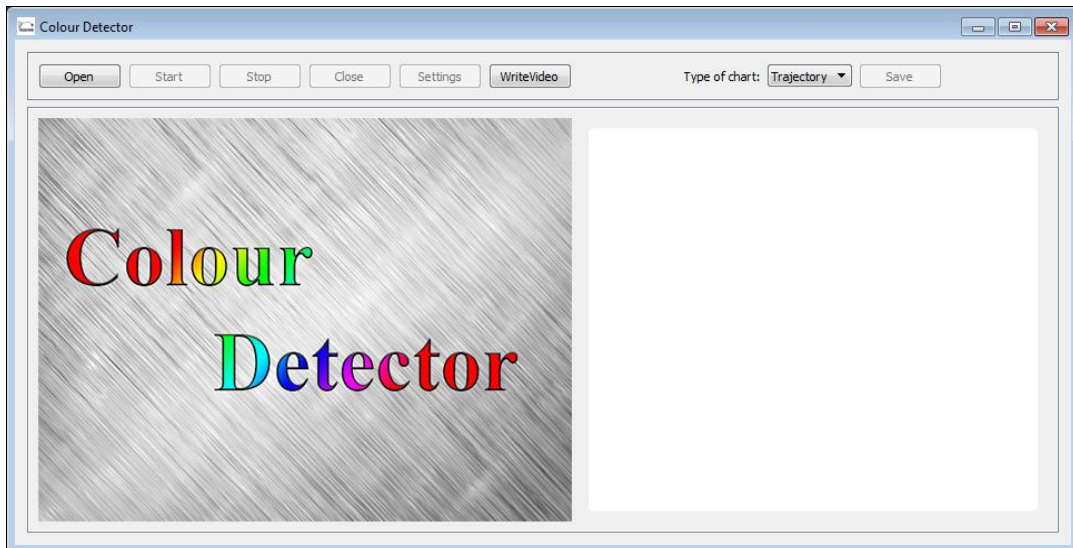 Colour Detector
Open Start Stop Close Settings WriteVideo Type of chart: Trajectory Save
Colour
Detector